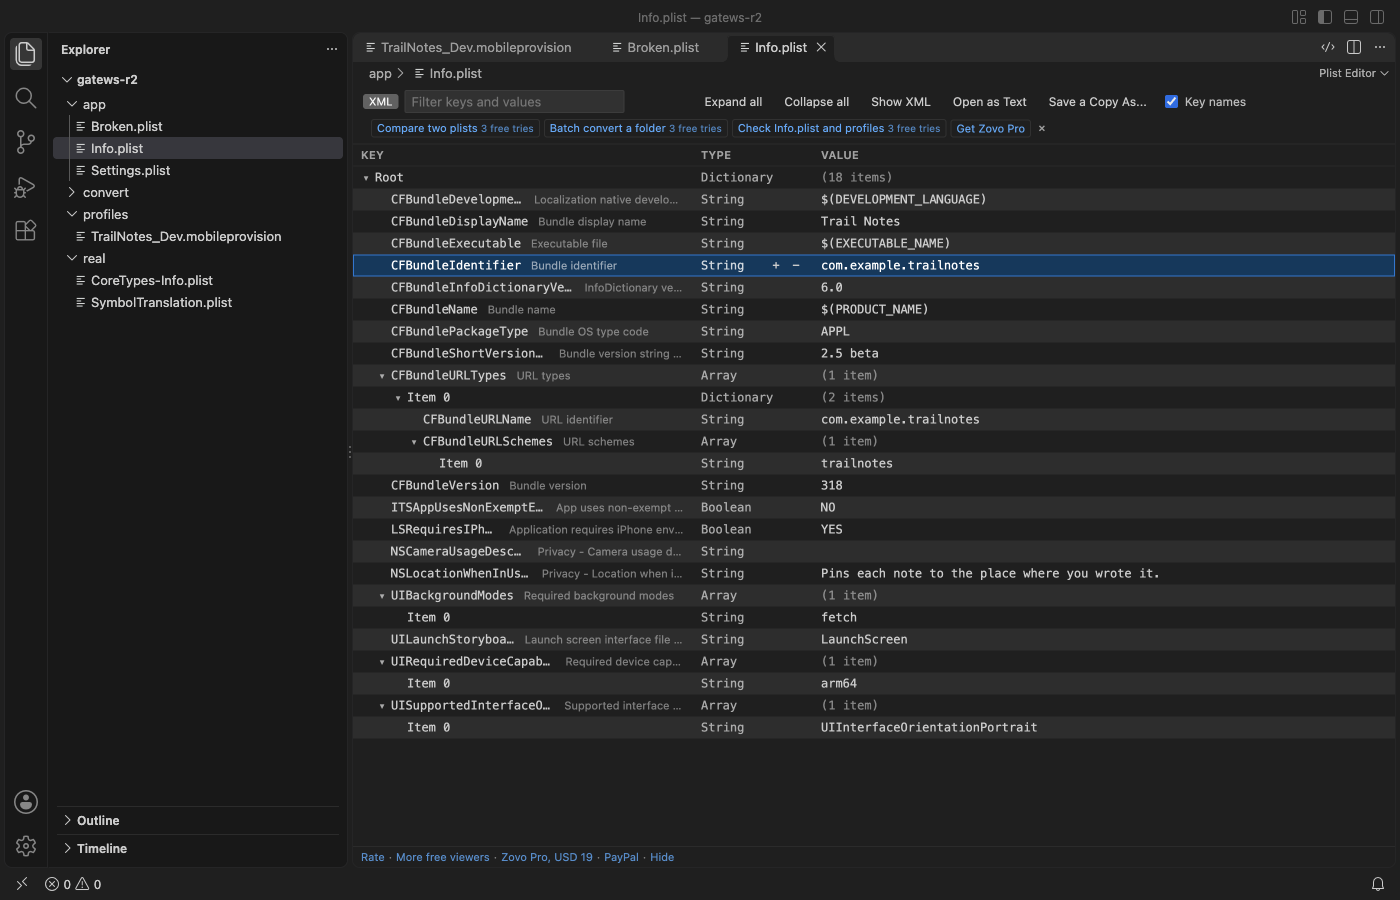 Info.plist — gatews-r2
Explorer
gatews-r2
app
Broken.plist
Info.plist
Settings.plist
convert
profiles
TrailNotes_Dev.mobileprovision
real
CoreTypes-Info.plist
SymbolTranslation.plist
Outline
Timeline
TrailNotes_Dev.mobileprovision Broken.plist Info.plist
app > Info.plist Plist Editor
XML Filter keys and values Expand all Collapse all Show XML Open as Text Save a Copy As... Key names
Compare two plists 3 free tries Batch convert a folder 3 free tries Check Info.plist and profiles 3 free tries Get Zovo Pro ×
KEY TYPE VALUE
Root Dictionary (18 items)
CFBundleDevelopme… Localization native develo… String $(DEVELOPMENT_LANGUAGE)
CFBundleDisplayName Bundle display name String Trail Notes
CFBundleExecutable Executable file String $(EXECUTABLE_NAME)
CFBundleIdentifier Bundle identifier String + − com.example.trailnotes
CFBundleInfoDictionaryVe… InfoDictionary ve… String 6.0
CFBundleName Bundle name String $(PRODUCT_NAME)
CFBundlePackageType Bundle OS type code String APPL
CFBundleShortVersion… Bundle version string … String 2.5 beta
CFBundleURLTypes URL types Array (1 item)
Item 0 Dictionary (2 items)
CFBundleURLName URL identifier String com.example.trailnotes
CFBundleURLSchemes URL schemes Array (1 item)
Item 0 String trailnotes
CFBundleVersion Bundle version String 318
ITSAppUsesNonExemptE… App uses non-exempt … Boolean NO
LSRequiresIPh… Application requires iPhone env… Boolean YES
NSCameraUsageDesc… Privacy - Camera usage d… String
NSLocationWhenInUs… Privacy - Location when i… String Pins each note to the place where you wrote it.
UIBackgroundModes Required background modes Array (1 item)
Item 0 String fetch
UILaunchStoryboa… Launch screen interface file … String LaunchScreen
UIRequiredDeviceCapab… Required device cap… Array (1 item)
Item 0 String arm64
UISupportedInterfaceO… Supported interface … Array (1 item)
Item 0 String UIInterfaceOrientationPortrait
Rate · More free viewers · Zovo Pro, USD 19 · PayPal · Hide
0 0